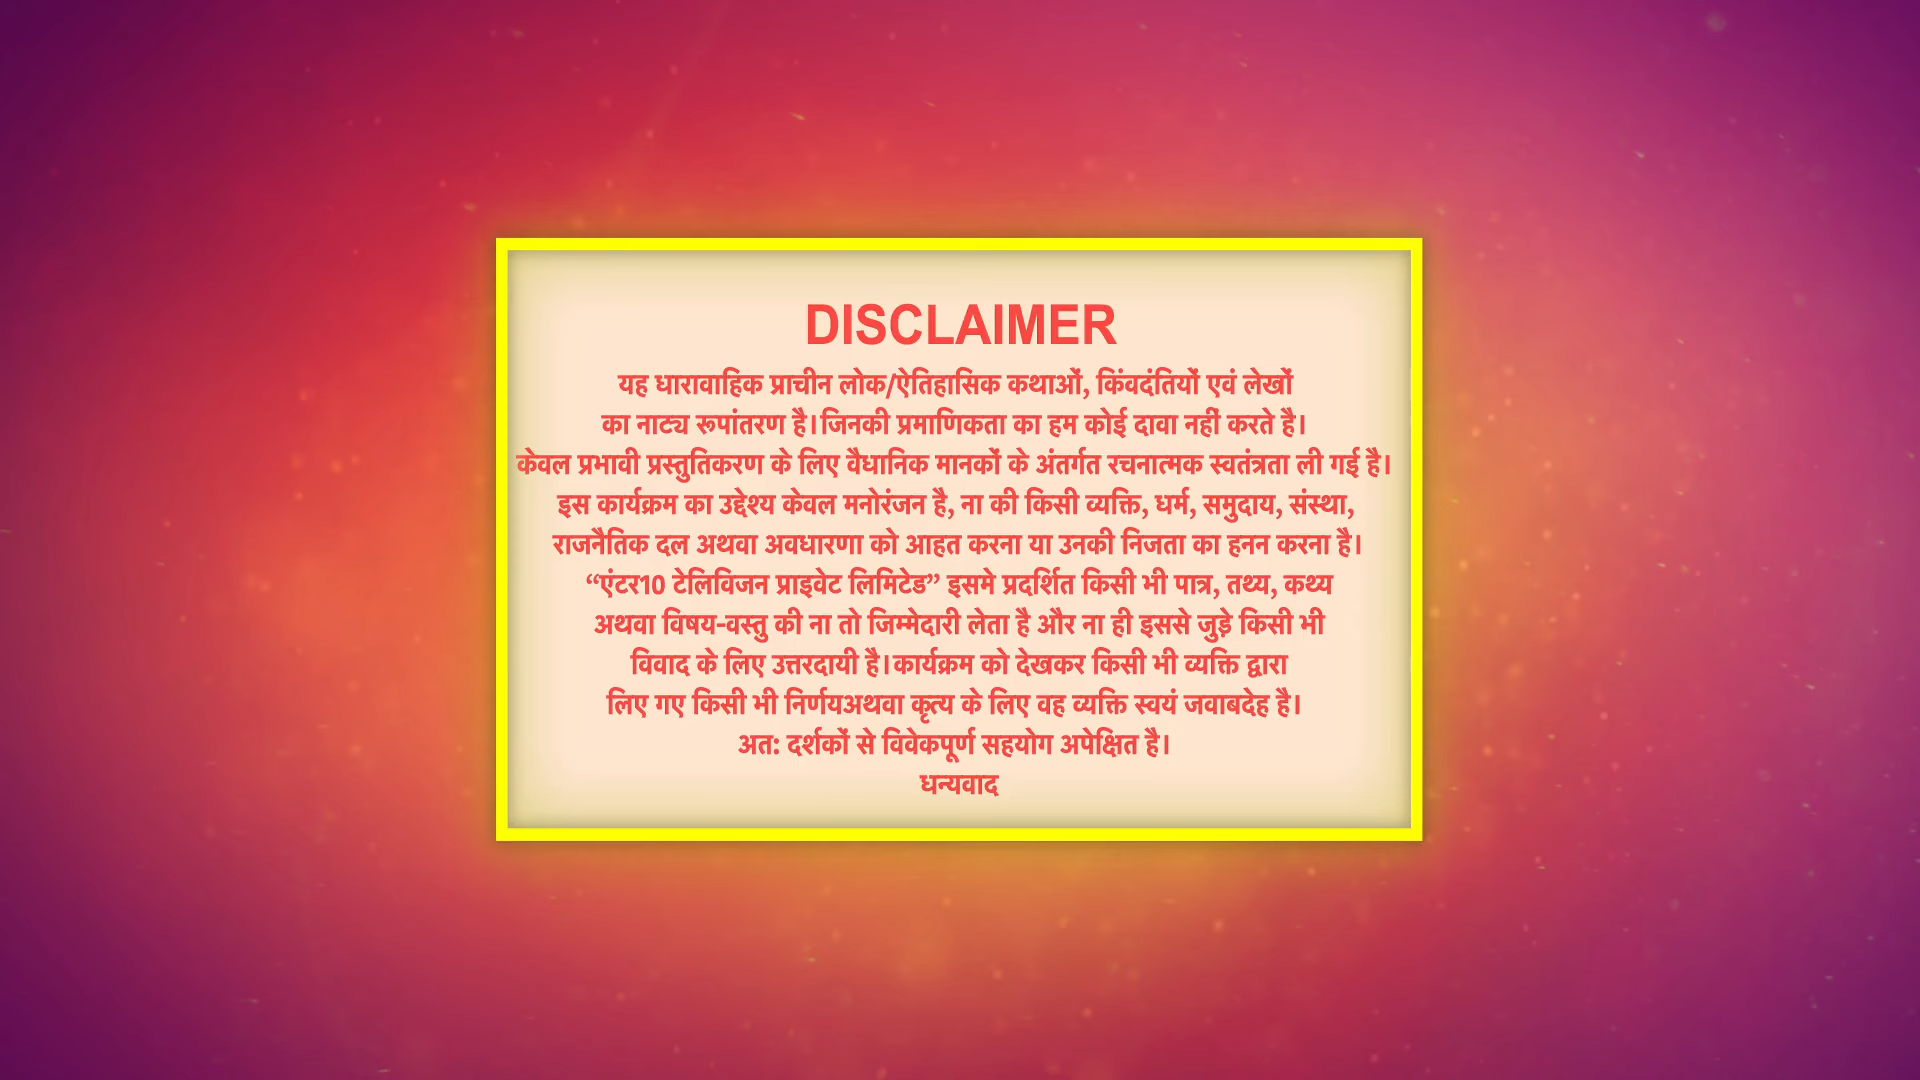 DISCLAIMER
यह धारावाहिक प्राचीन लोक/ऐतिहासिक कथाओं, किंवदंतियों एवं लेखों
का नाट्य रूपांतरण है। जिनकी प्रमाणिकता का हम कोई दावा नहीं करते है।
केवल प्रभावी प्रस्तुतिकरण के लिए वैधानिक मानकों के अंतर्गत रचनात्मक स्वतंत्रता ली गई है।
इस कार्यक्रम का उद्देश्य केवल मनोरंजन है, ना की किसी व्यक्ति, धर्म, समुदाय, संस्था,
राजनैतिक दल अथवा अवधारणा को आहत करना या उनकी निजता का हनन करना है।
“एंटर10 टेलिविजन प्राइवेट लिमिटेड” इसमे प्रदर्शित किसी भी पात्र, तथ्य, कथ्य
अथवा विषय-वस्तु की ना तो जिम्मेदारी लेता है और ना ही इससे जुड़े किसी भी
विवाद के लिए उत्तरदायी है। कार्यक्रम को देखकर किसी भी व्यक्ति द्वारा
लिए गए किसी भी निर्णयअथवा कृत्य के लिए वह व्यक्ति स्वयं जवाबदेह है।
अत: दर्शकों से विवेकपूर्ण सहयोग अपेक्षित है।
धन्यवाद